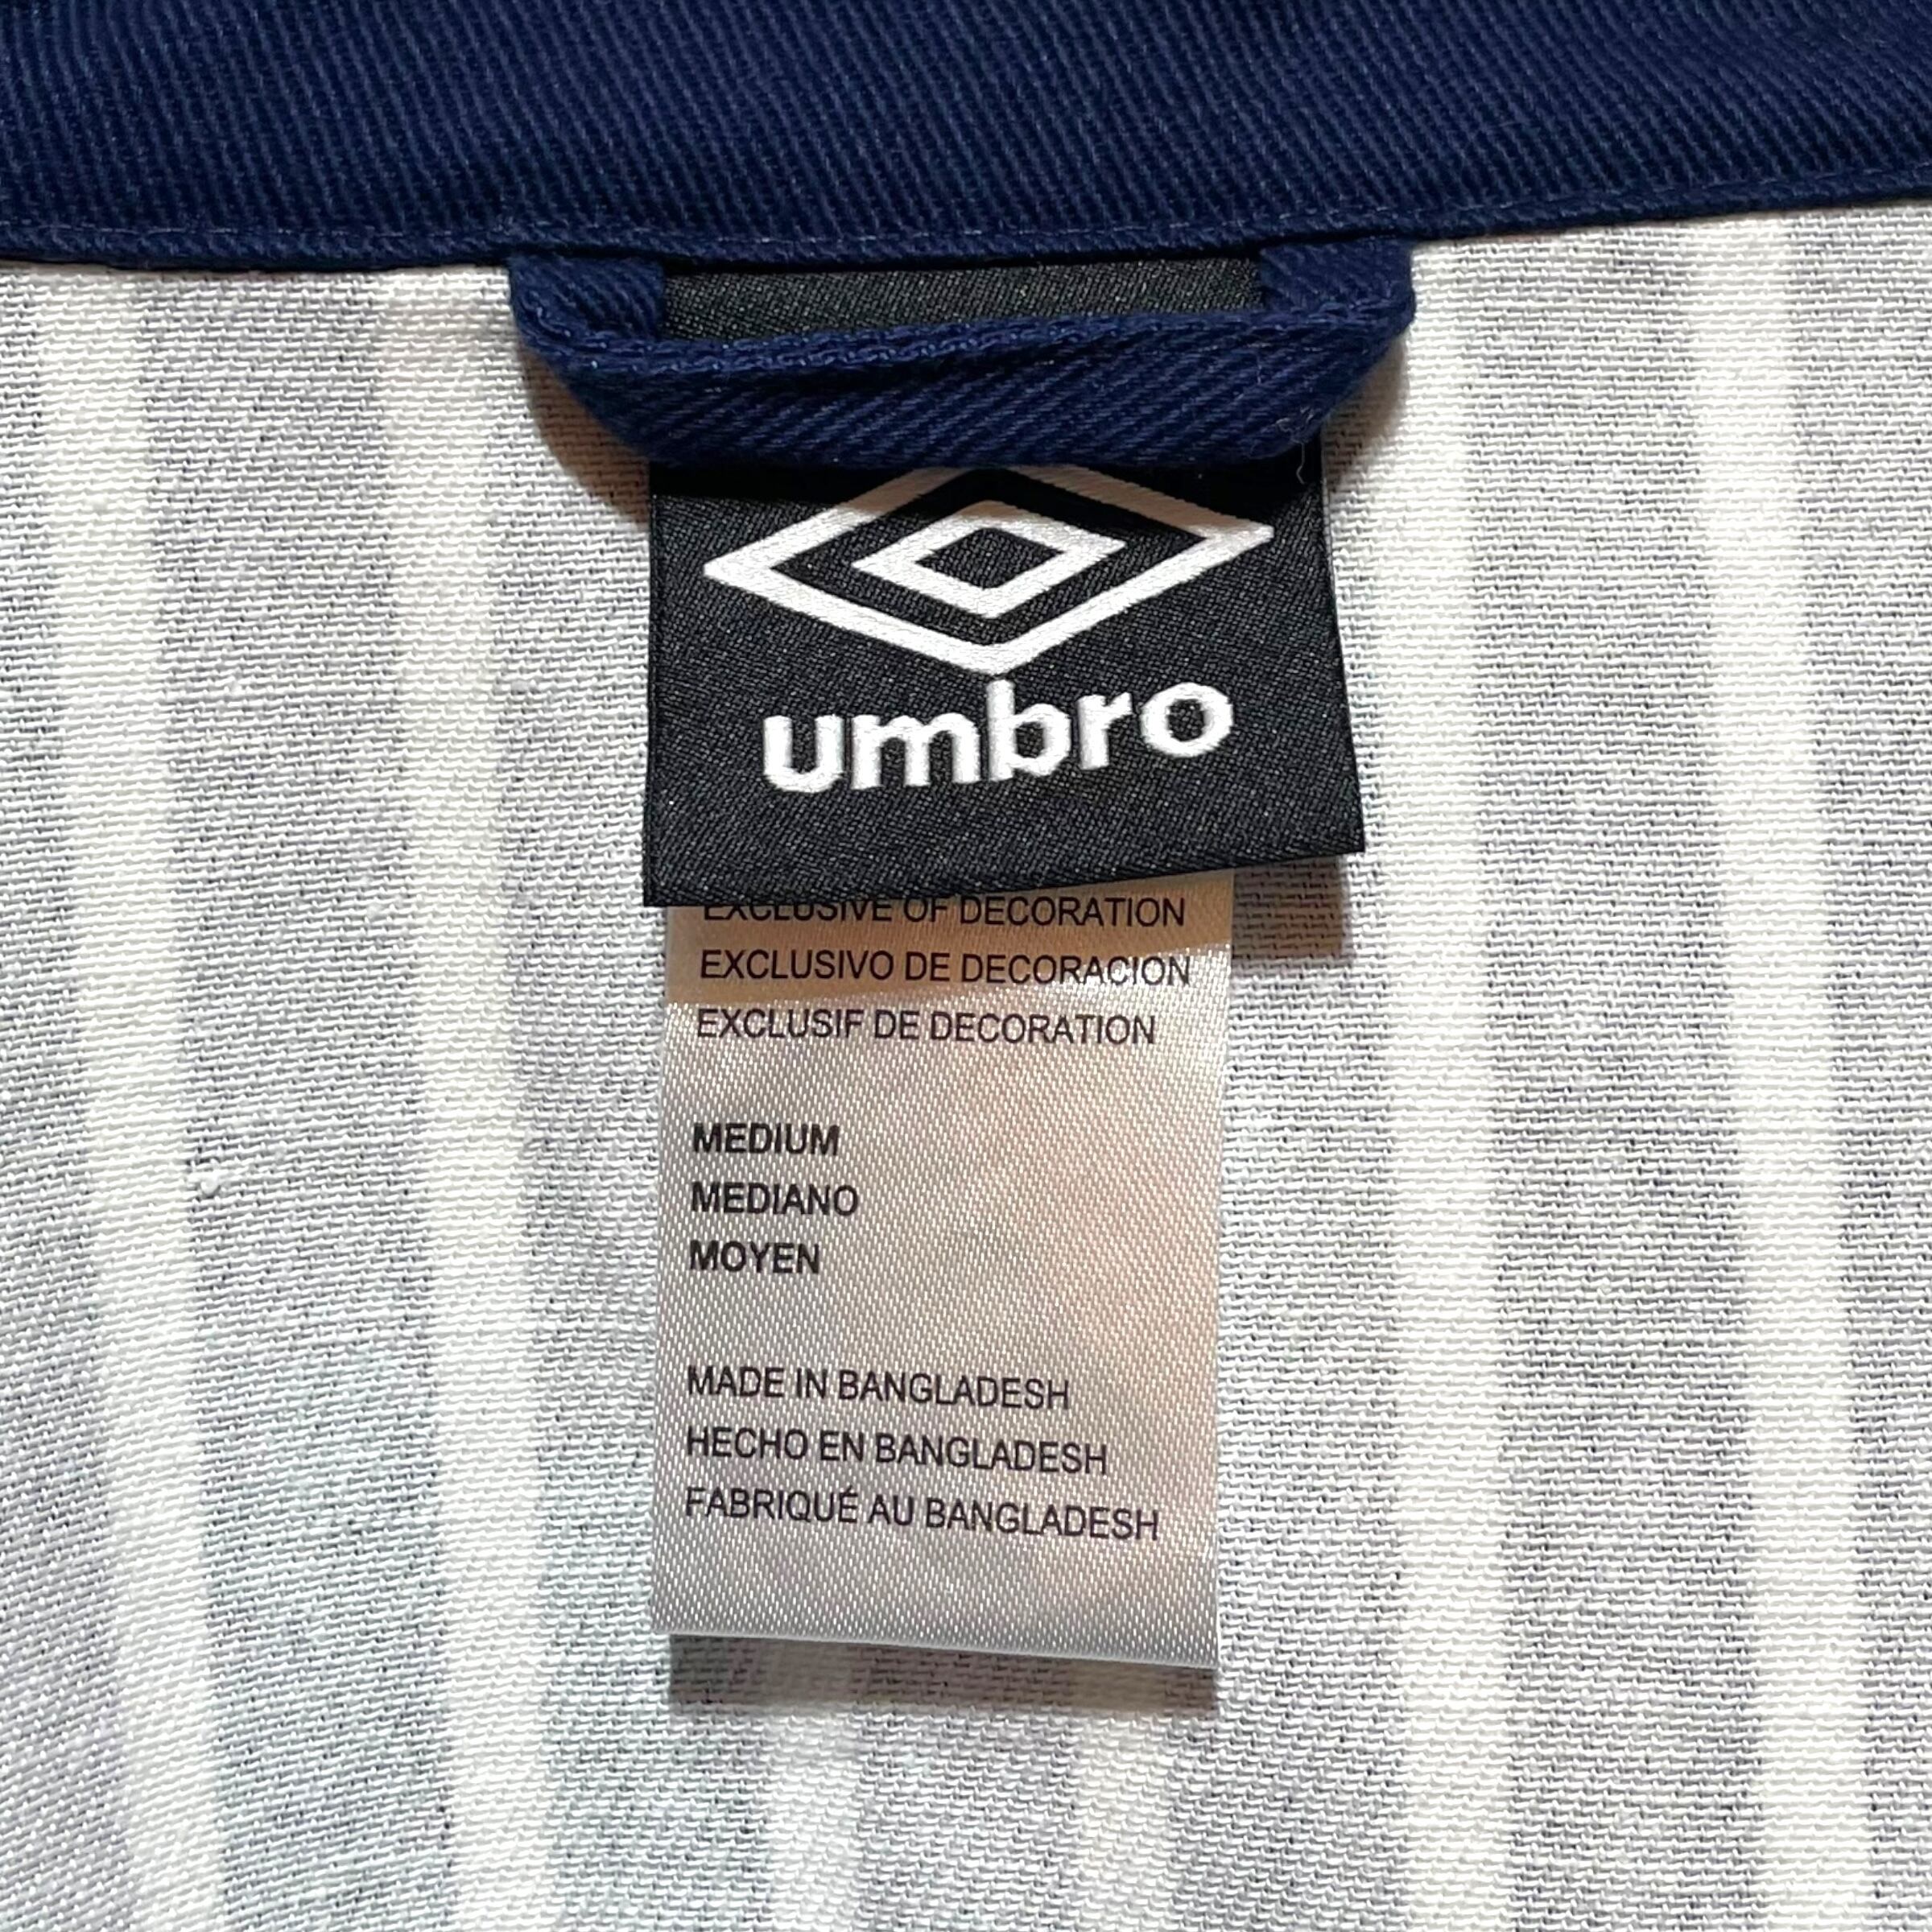 umbro
EXCLUSIVE OF DECORATION
EXCLUSIVO DE DECORACION
EXCLUSIF DE DECORATION
MEDIUM
MEDIANO
MOYEN
MADE IN BANGLADESH
HECHO EN BANGLADESH
FABRIQUÉ AU BANGLADESH